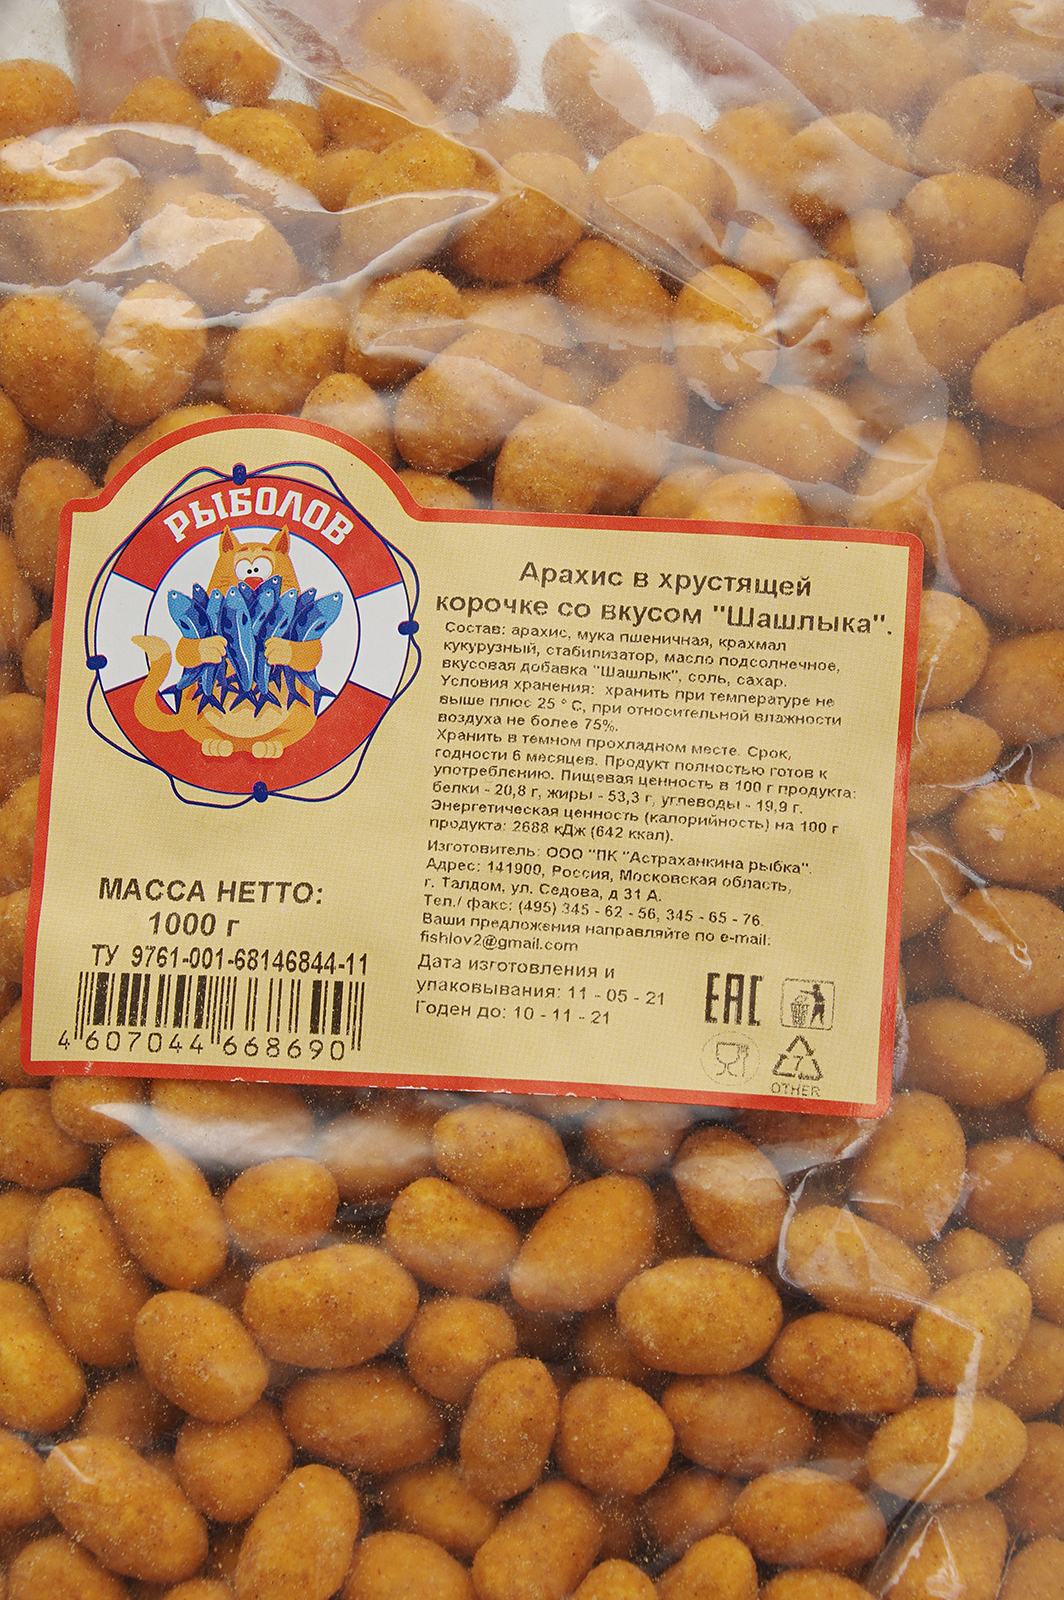 РЫБОЛОВ
Арахис в хрустящей
корочке со вкусом "Шашлыка".
Состав: арахис, мука пшеничная, крахмал
кукурузный, стабилизатор, масло подсолнечное,
вкусовая добавка "Шашлык", соль, сахар.
Условия хранения: хранить при температуре не
выше плюс 25 ° С, при относительной влажности
воздуха не более 75%.
Хранить в темном прохладном месте. Срок,
годности 6 месяцев. Продукт полностью готов к
употреблению. Пищевая ценность в 100 г продукта:
белки - 20,8 г, жиры - 53,3 г, углеводы - 19,9 г.
Энергетическая ценность (калорийность) на 100 г
продукта: 2688 кДж (642 ккал).
Изготовитель: ООО "ПК "Астраханкина рыбка".
Адрес: 141900, Россия, Московская область,
г. Талдом, ул. Седова, д 31 А.
Тел./ факс: (495) 345 - 62 - 56, 345 - 65 - 76.
Ваши предложения направляйте по e-mail:
fishlov2@gmail.com
Дата изготовления и
упаковывания: 11 - 05 - 21
Годен до: 10 - 11 - 21
МАССА НЕТТО:
1000 г
ТУ 9761-001-68146844-11
4 607044 668690
EAC
7
OTHER